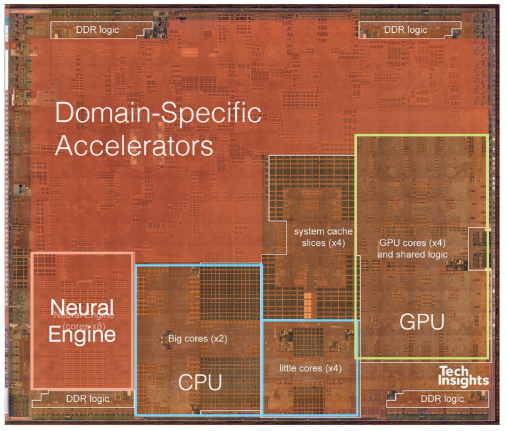 DDR logic
DDR logic
Domain-Specific
Accelerators
system cache
slices (x4)
GPU cores (x4)
and shared logic
GPU
Neural
Engine
Neural Engine
(cores x8)
Big cores (x2)
CPU
little cores (x4)
Tech
Insights
DDR logic
DDR logic